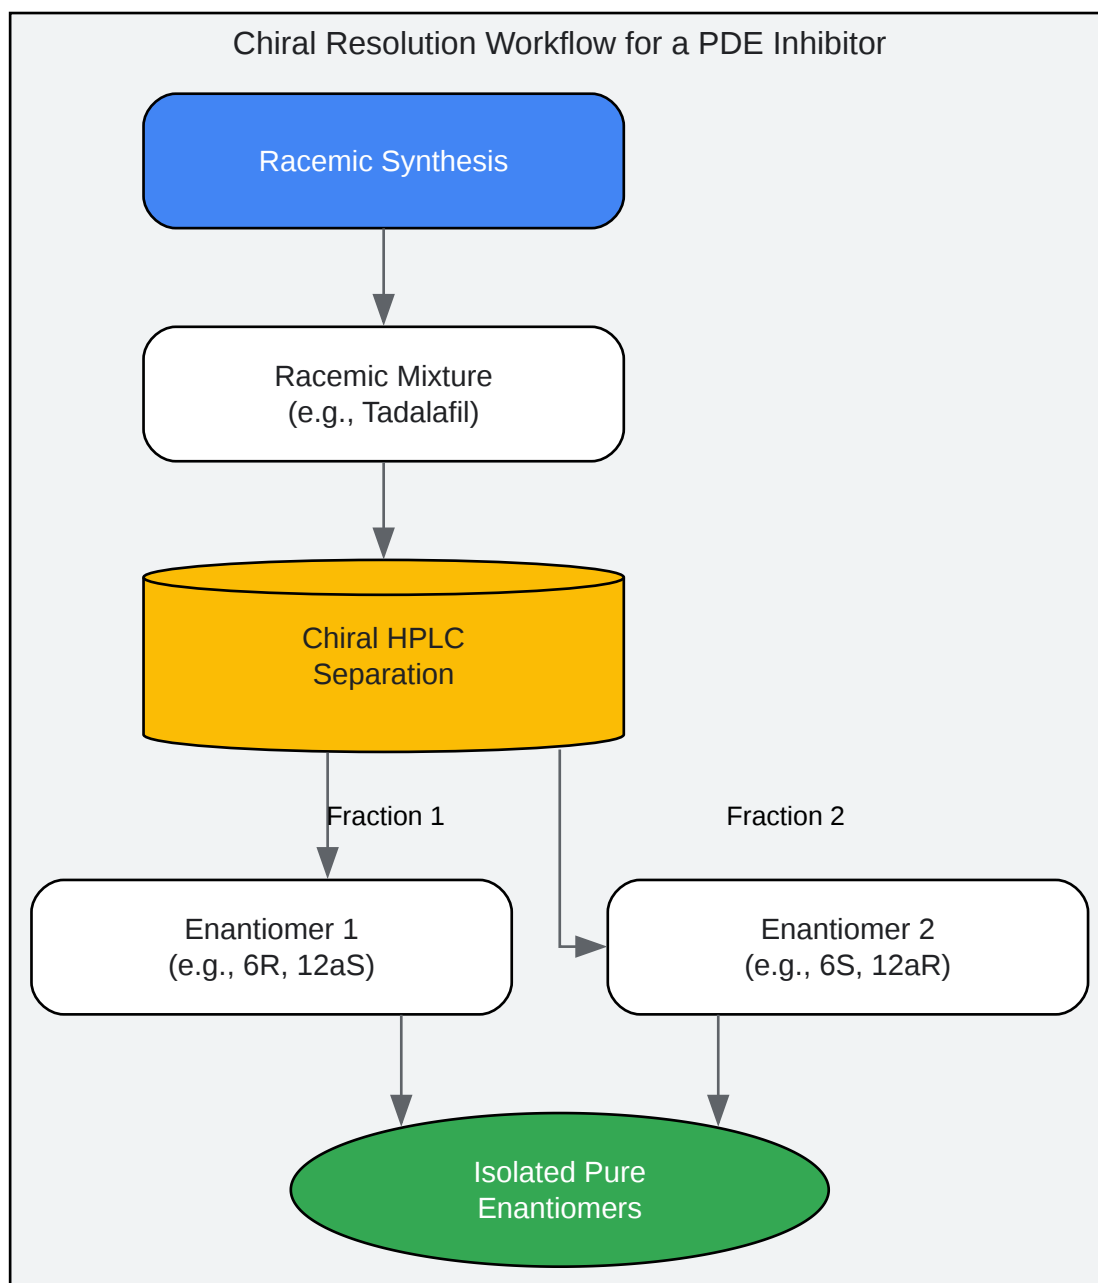 Chiral Resolution Workflow for a PDE Inhibitor
Racemic Synthesis
Racemic Mixture
(e.g., Tadalafil)
Chiral HPLC
Separation
Fraction 1
Fraction 2
Enantiomer 1
(e.g., 6R, 12aS)
Enantiomer 2
(e.g., 6S, 12aR)
Isolated Pure
Enantiomers